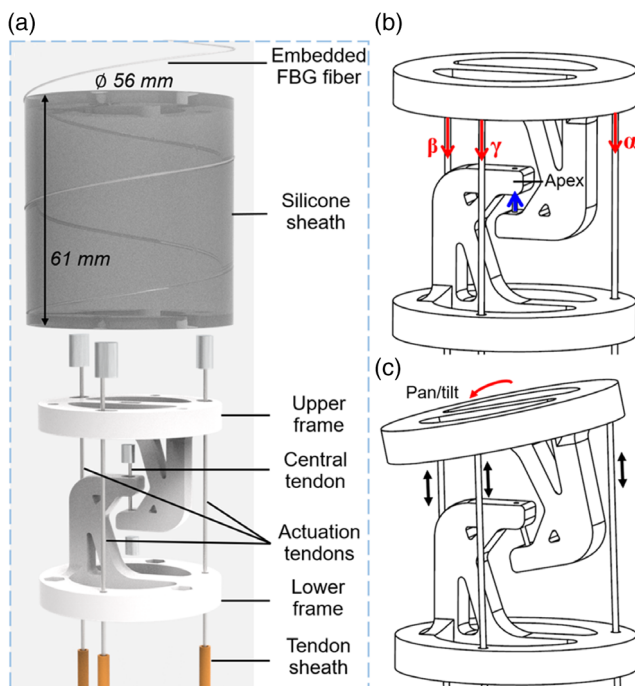 (a)
Embedded
FBG fiber
ø 56 mm
Silicone
sheath
61 mm
Upper
frame
Central
tendon
Actuation
tendons
Lower
frame
Tendon
sheath
(b)
β
γ
α
Apex
(c)
Pan/tilt